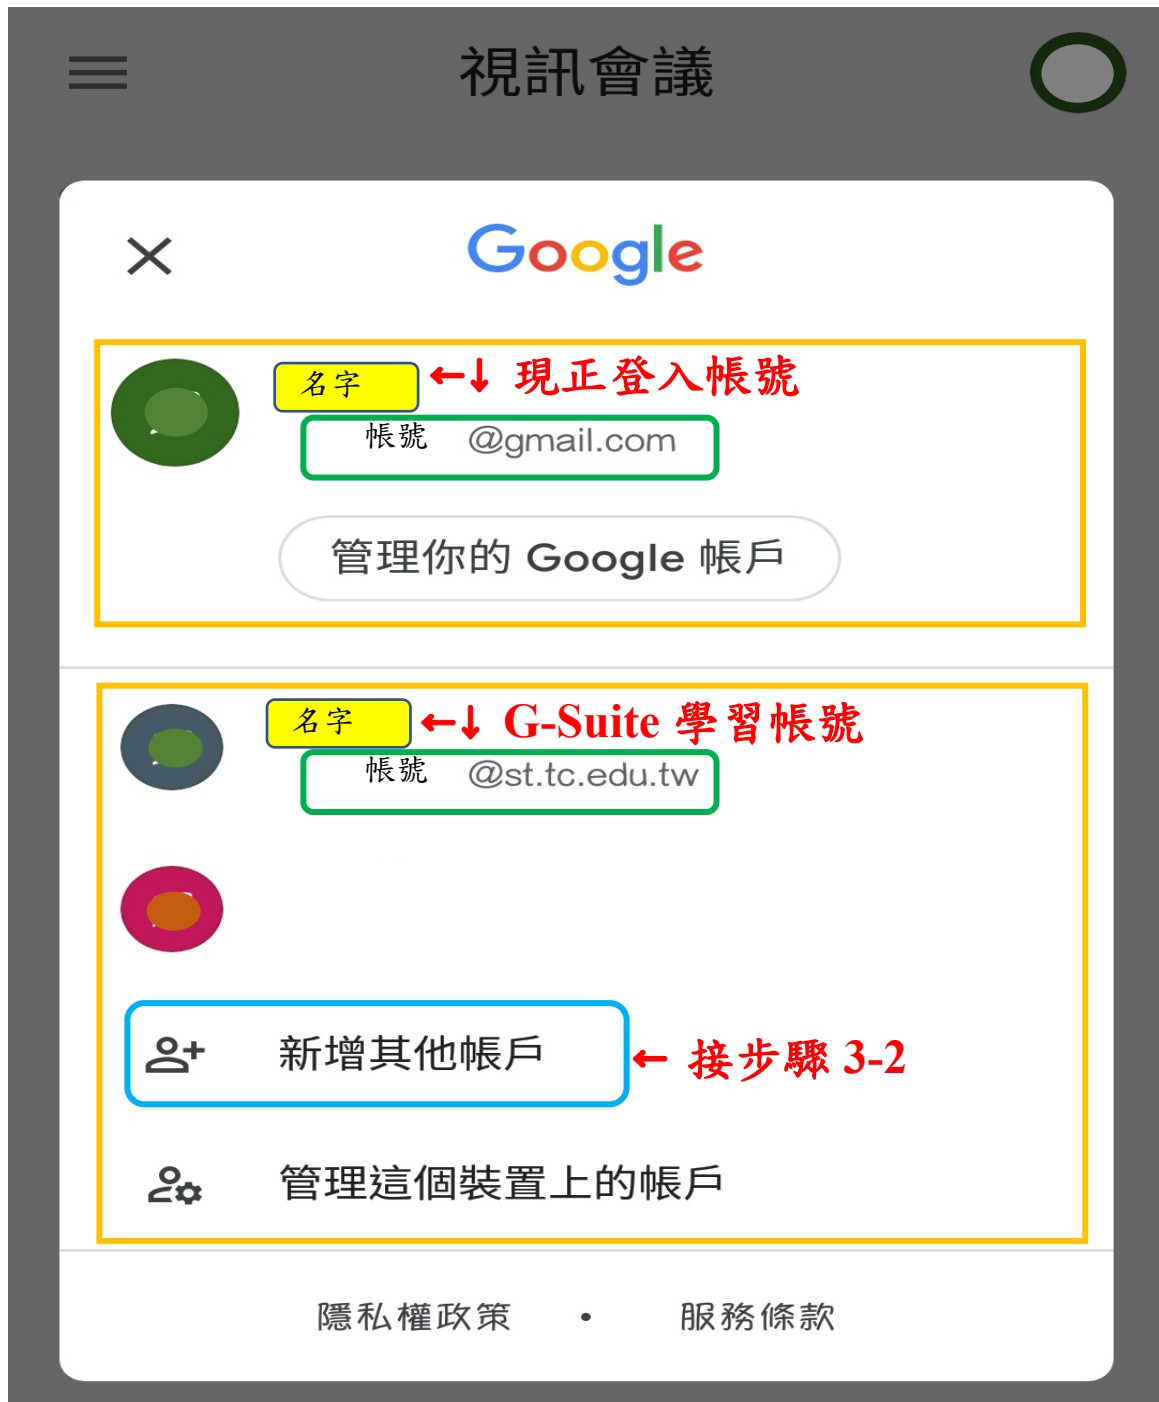 視訊會議
Google
名字 ←↓ 現正登入帳號
帳號 @gmail.com
管理你的 Google 帳戶
名字 ←↓ G-Suite 學習帳號
帳號 @st.tc.edu.tw
新增其他帳戶 ← 接步驟 3-2
管理這個裝置上的帳戶
隱私權政策 • 服務條款